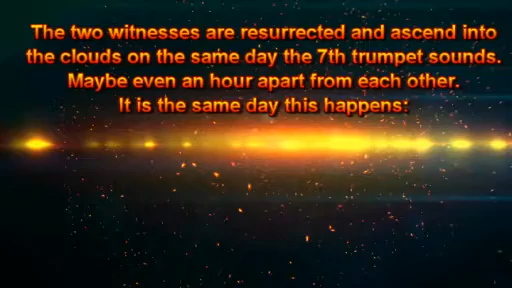 The two witnesses are resurrected and ascend into
the clouds on the same day the 7th trumpet sounds.
Maybe even an hour apart from each other.
It is the same day this happens: